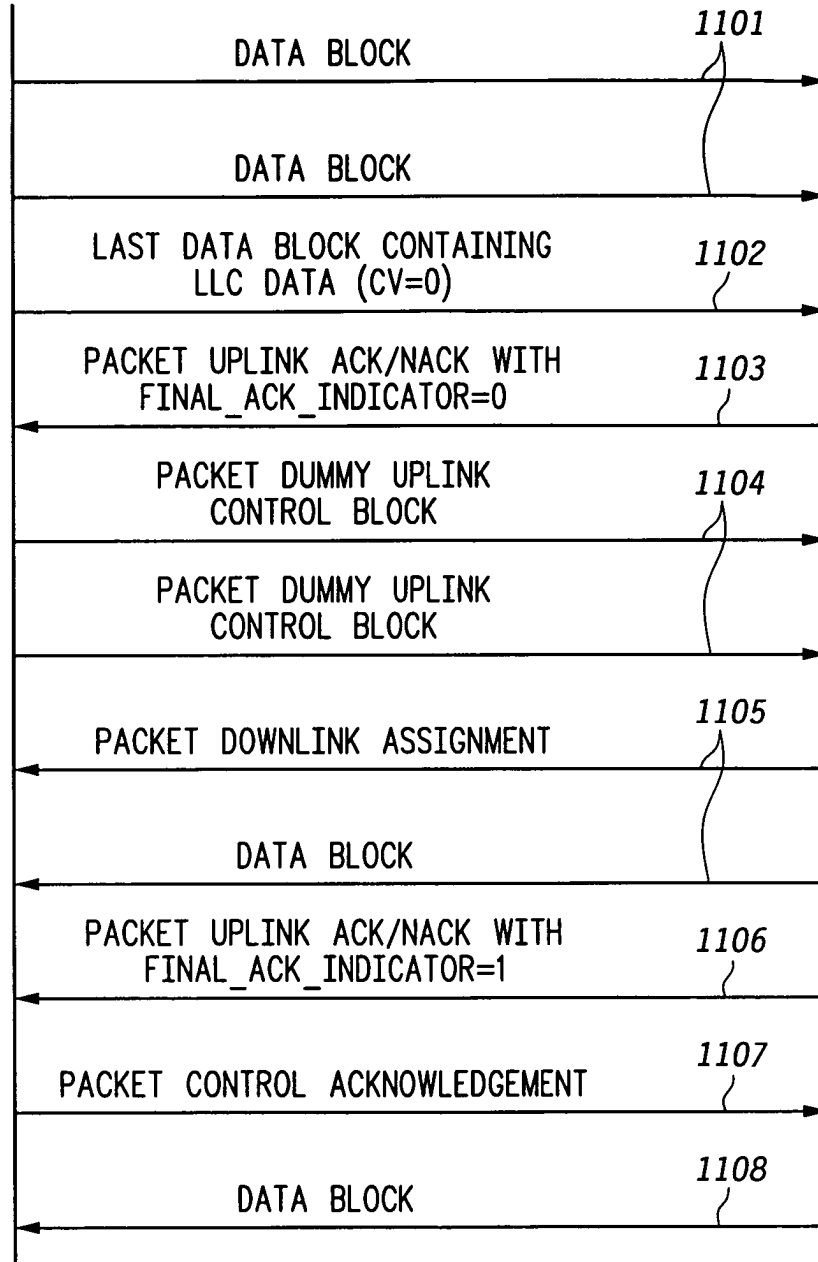 1101
DATA BLOCK
DATA BLOCK
LAST DATA BLOCK CONTAINING
LLC DATA (CV=0)
1102
PACKET UPLINK ACK/NACK WITH
FINAL_ACK_INDICATOR=0
1103
PACKET DUMMY UPLINK
CONTROL BLOCK
1104
PACKET DUMMY UPLINK
CONTROL BLOCK
1105
PACKET DOWNLINK ASSIGNMENT
DATA BLOCK
PACKET UPLINK ACK/NACK WITH
FINAL_ACK_INDICATOR=1
1106
1107
PACKET CONTROL ACKNOWLEDGEMENT
1108
DATA BLOCK